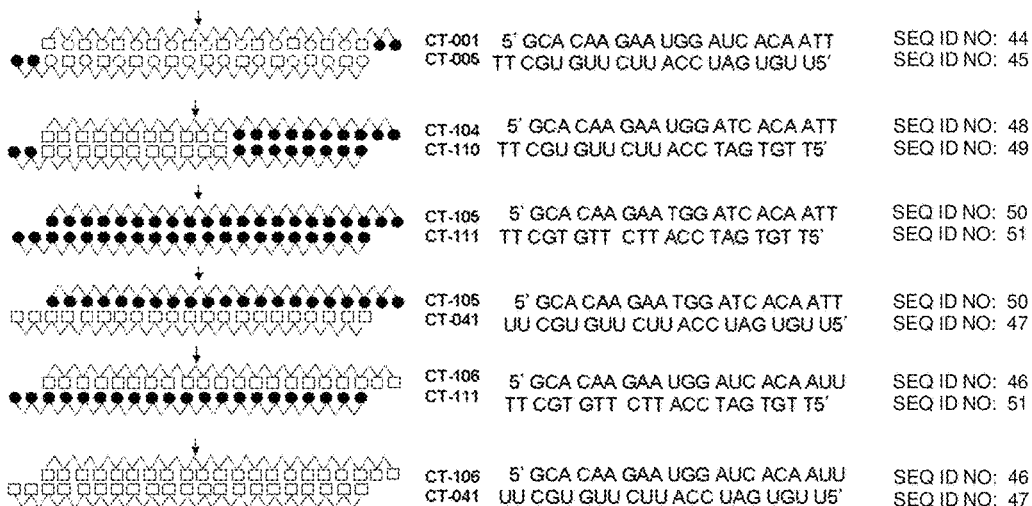 CT-001 5' GCA CAA GAA UGG AUC ACA ATT SEQ ID NO: 44
CT-005 TT CGU GUU CUU ACC UAG UGU U5' SEQ ID NO: 45
CT-104 5' GCA CAA GAA UGG ATC ACA ATT SEQ ID NO: 48
CT-110 TT CGU GUU CUU ACC TAG TGT T5' SEQ ID NO: 49
CT-105 5' GCA CAA GAA TGG ATC ACA ATT SEQ ID NO: 50
CT-111 TT CGT GTT CTT ACC TAG TGT T5' SEQ ID NO: 51
CT-105 5' GCA CAA GAA TGG ATC ACA ATT SEQ ID NO: 50
CT-041 UU CGU GUU CUU ACC UAG UGU U5' SEQ ID NO: 47
CT-106 5' GCA CAA GAA UGG AUC ACA AUU SEQ ID NO: 46
CT-111 TT CGT GTT CTT ACC TAG TGT T5' SEQ ID NO: 51
CT-106 5' GCA CAA GAA UGG AUC ACA AUU SEQ ID NO: 46
CT-041 UU CGU GUU CUU ACC UAG UGU U5' SEQ ID NO: 47